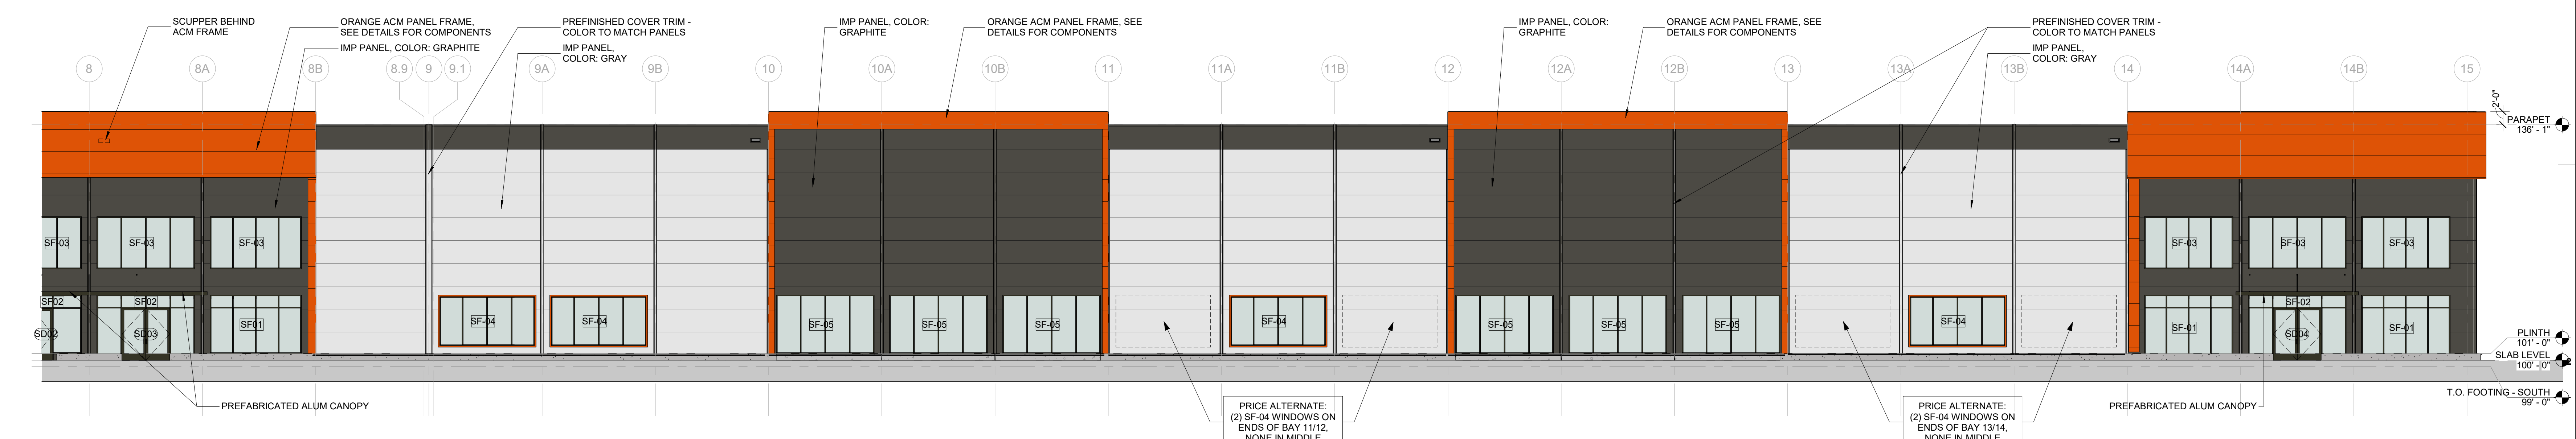 SCUPPER BEHIND
ACM FRAME
ORANGE ACM PANEL FRAME,
SEE DETAILS FOR COMPONENTS
IMP PANEL, COLOR: GRAPHITE
PREFINISHED COVER TRIM -
COLOR TO MATCH PANELS
IMP PANEL,
COLOR: GRAY
IMP PANEL, COLOR:
GRAPHITE
ORANGE ACM PANEL FRAME, SEE
DETAILS FOR COMPONENTS
IMP PANEL, COLOR:
GRAPHITE
ORANGE ACM PANEL FRAME, SEE
DETAILS FOR COMPONENTS
PREFINISHED COVER TRIM -
COLOR TO MATCH PANELS
IMP PANEL,
COLOR: GRAY
8 8A 8B 8.9 9 9.1 9A 9B 10 10A 10B 11 11A 11B 12 12A 12B 13 13A 13B 14 14A 14B 15
2'-0"
PARAPET
136' - 1"
SF-03 SF-03 SF-03 SF-03 SF-03 SF-03
SF02 SF02 SF-02
SF01 SF-04 SF-04 SF-05 SF-05 SF-05 SF-04 SF-05 SF-05 SF-05 SF-04 SF-01 SF-01
SD02 SD03 SD04
PLINTH
101' - 0"
SLAB LEVEL
100' - 0"
T.O. FOOTING - SOUTH
99' - 0"
PREFABRICATED ALUM CANOPY
PRICE ALTERNATE:
(2) SF-04 WINDOWS ON
ENDS OF BAY 11/12,
NONE IN MIDDLE
PRICE ALTERNATE:
(2) SF-04 WINDOWS ON
ENDS OF BAY 13/14,
NONE IN MIDDLE
PREFABRICATED ALUM CANOPY